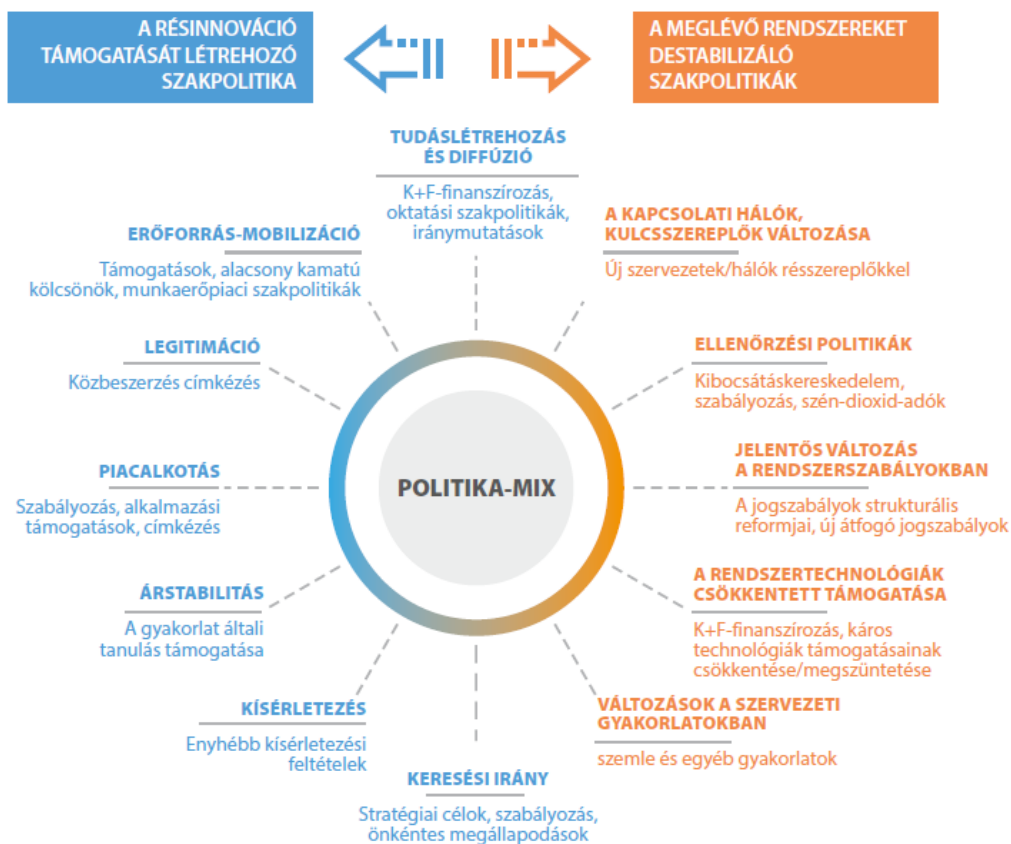 A RÉSINNOVÁCIÓ
TÁMOGATÁSÁT LÉTREHOZÓ
SZAKPOLITIKA
A MEGLÉVŐ RENDSZEREKET
DESTABILIZÁLÓ
SZAKPOLITIKÁK
TUDÁSLÉTREHOZÁS
ÉS DIFFÚZIÓ
K+F-finanszírozás,
oktatási szakpolitikák,
iránymutatások
ERŐFORRÁS-MOBILIZÁCIÓ
Támogatások, alacsony kamatú
kölcsönök, munkaerőpiaci szakpolitikák
LEGITIMÁCIÓ
Közbeszerzés címkézés
PIACALKOTÁS
Szabályozás, alkalmazási
támogatások, címkézés
ÁRSTABILITÁS
A gyakorlat általi
tanulás támogatása
KÍSÉRLETEZÉS
Enyhébb kísérletezési
feltételek
KERESÉSI IRÁNY
Stratégiai célok, szabályozás,
önkéntes megállapodások
POLITIKA-MIX
A KAPCSOLATI HÁLÓK,
KULCSSZEREPLŐK VÁLTOZÁSA
Új szervezetek/hálók résszereplőkkel
ELLENŐRZÉSI POLITIKÁK
Kibocsátáskereskedelem,
szabályozás, szén-dioxid-adók
JELENTŐS VÁLTOZÁS
A RENDSZERSZABÁLYOKBAN
A jogszabályok strukturális
reformjai, új átfogó jogszabályok
A RENDSZERTECHNOLÓGIÁK
CSÖKKENTETT TÁMOGATÁSA
K+F-finanszírozás, káros
technológiák támogatásainak
csökkentése/megszüntetése
VÁLTOZÁSOK A SZERVEZETI
GYAKORLATOKBAN
szemle és egyéb gyakorlatok